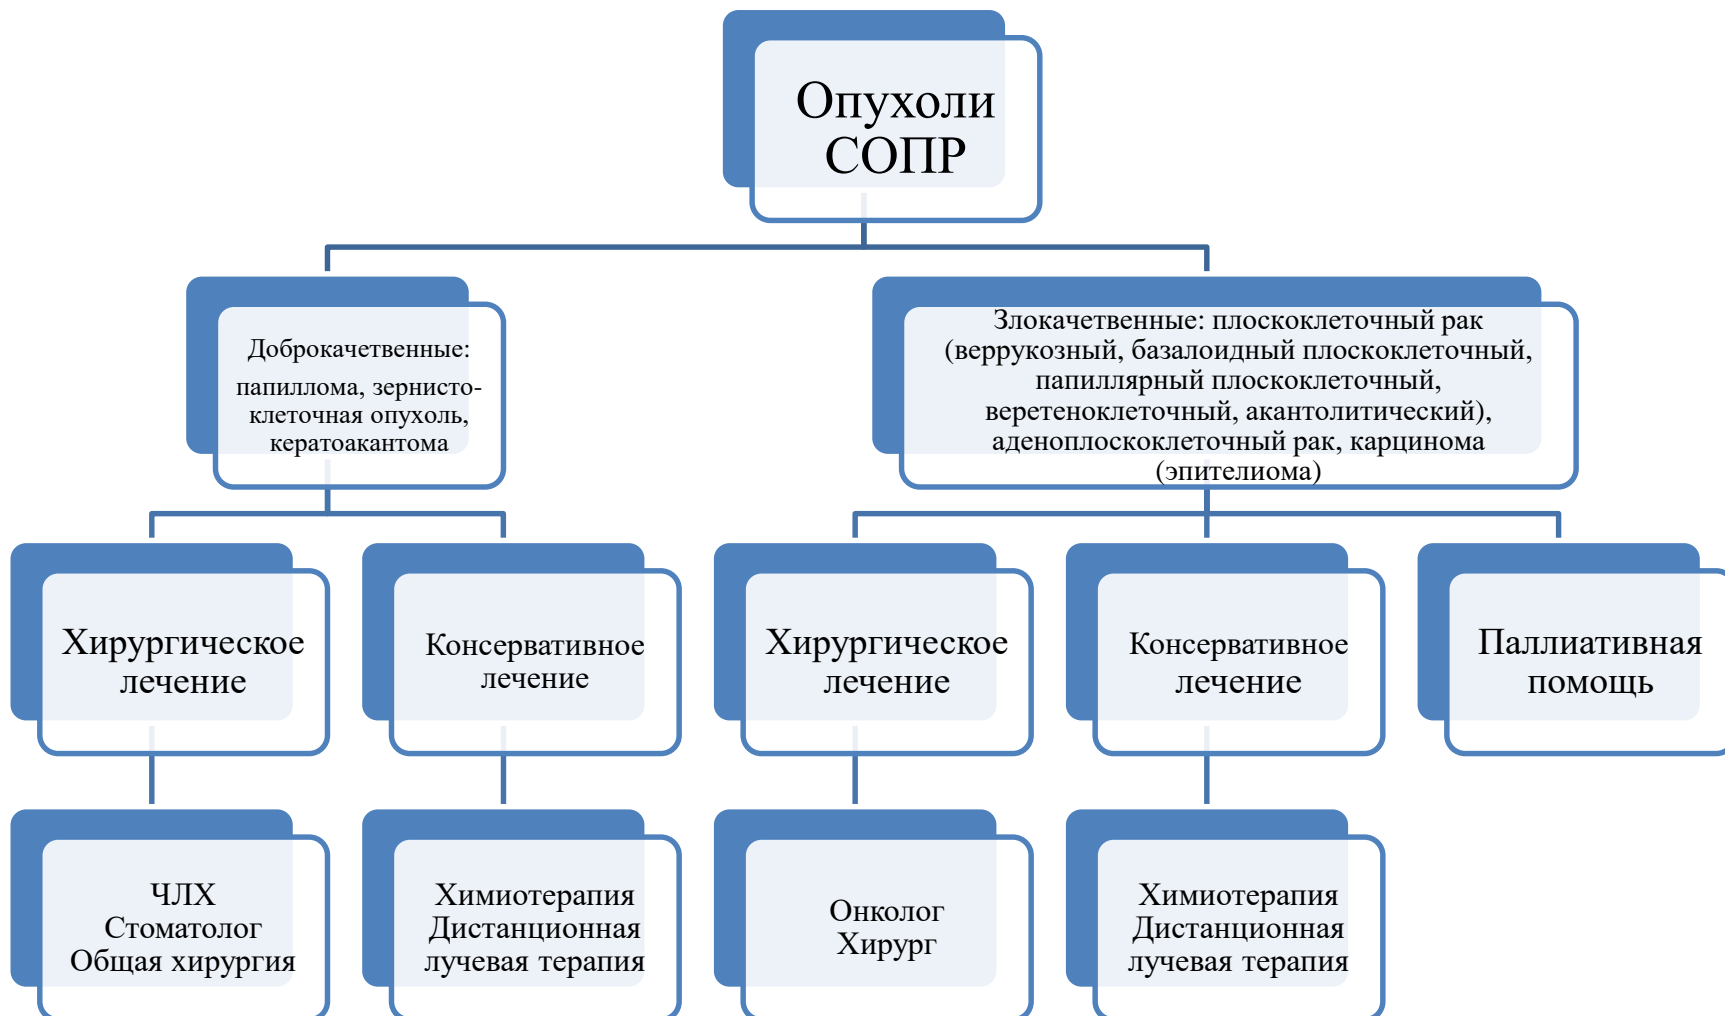 Опухоли
СОПР
Доброкачетвенные:
папиллома, зернисто-
клеточная опухоль,
кератоакантома
Злокачетвенные: плоскоклеточный рак
(веррукозный, базалоидный плоскоклеточный,
папиллярный плоскоклеточный,
веретеноклеточный, акантолитический),
аденоплоскоклеточный рак, карцинома
(эпителиома)
Хирургическое
лечение
Консервативное
лечение
Хирургическое
лечение
Консервативное
лечение
Паллиативная
помощь
ЧЛХ
Стоматолог
Общая хирургия
Химиотерапия
Дистанционная
лучевая терапия
Онколог
Хирург
Химиотерапия
Дистанционная
лучевая терапия